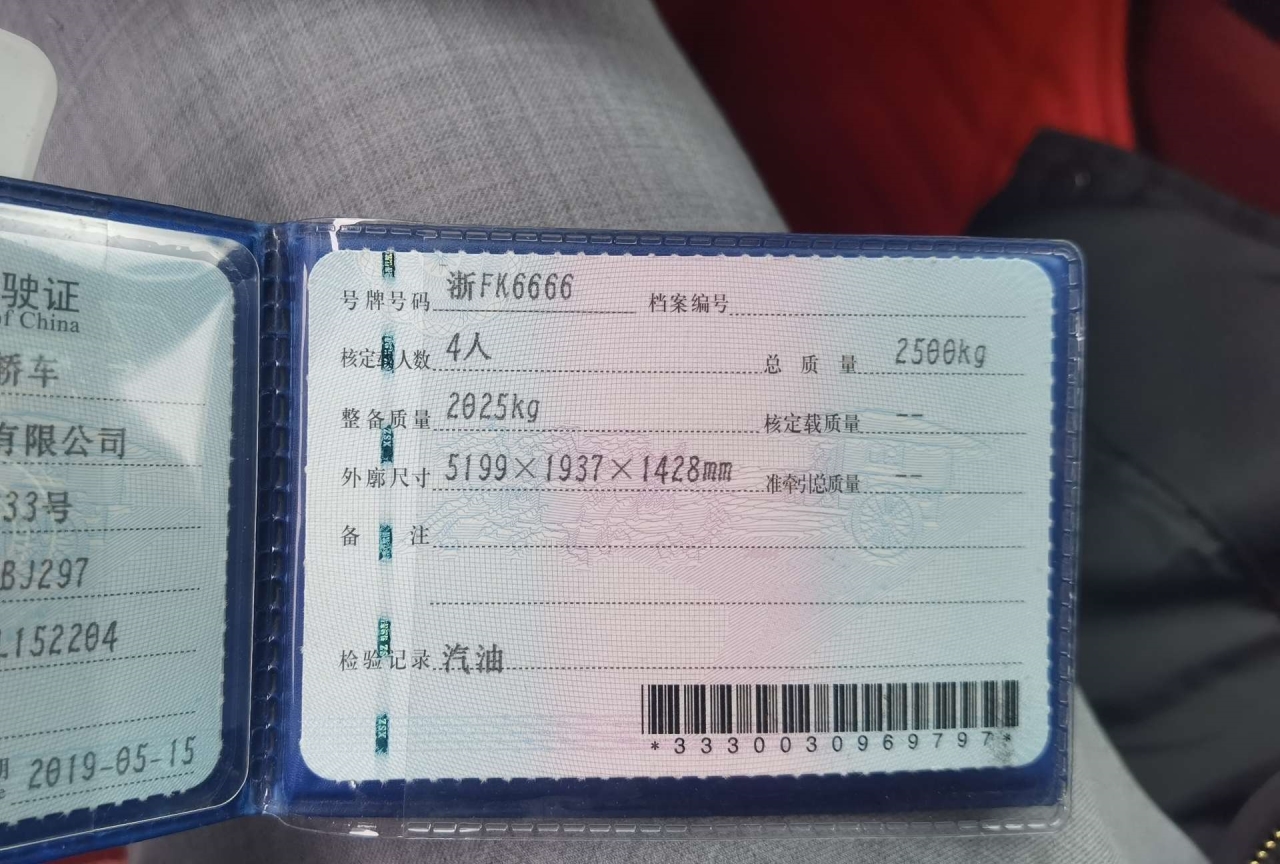 驶证
of China
轿车
有限公司
33号
BJ297
L152204
2019-05-15
号牌号码 浙FK6666 档案编号
核定载人数 4人 总质量 2500kg
整备质量 2025kg 核定载质量 --
外廓尺寸 5199×1937×1428mm 准牵引总质量 --
备注
检验记录 汽油
*3330030969797*